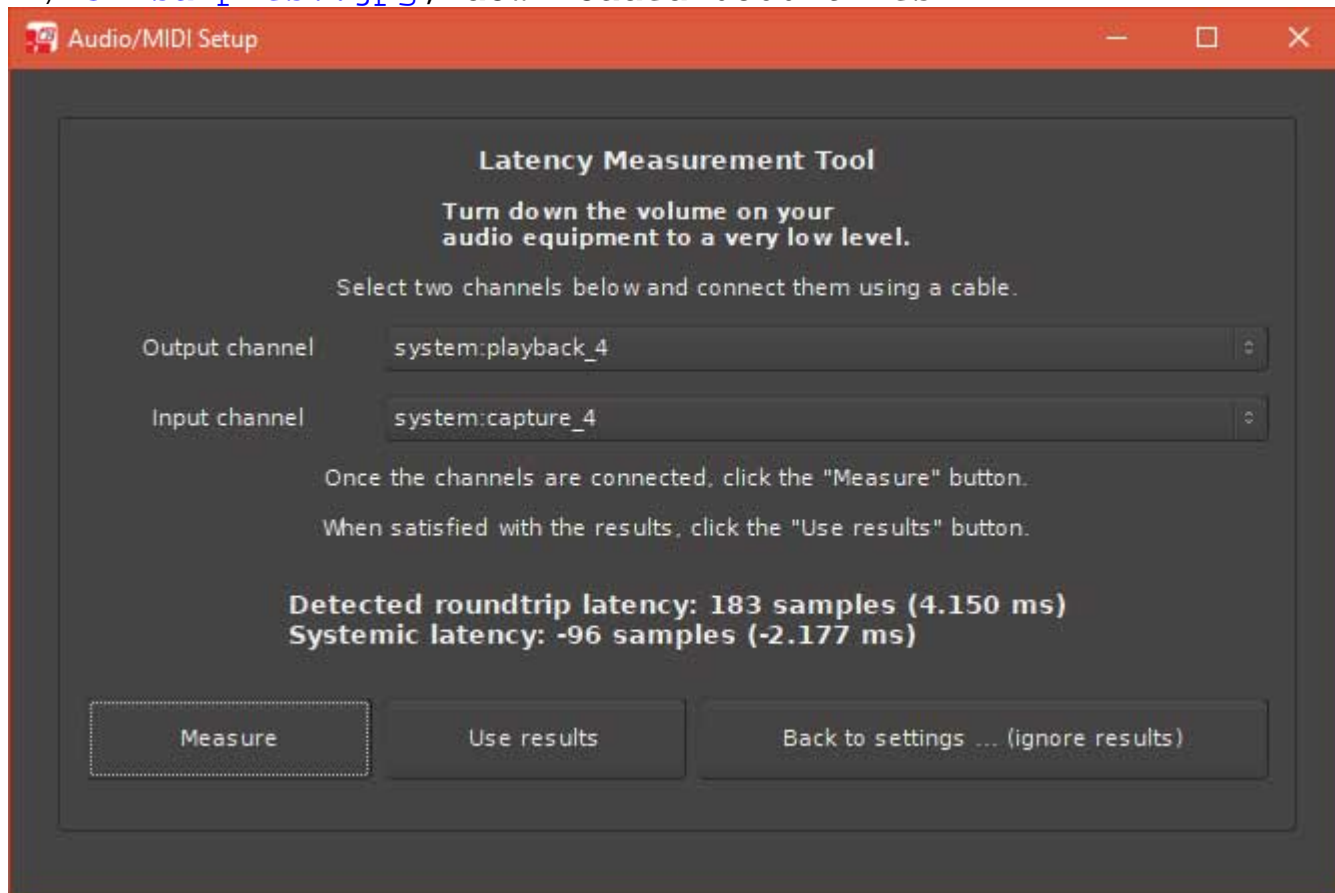 Audio/MIDI Setup
Latency Measurement Tool
Turn down the volume on your
audio equipment to a very low level.
Select two channels below and connect them using a cable.
Output channel system:playback_4
Input channel system:capture_4
Once the channels are connected, click the "Measure" button.
When satisfied with the results, click the "Use results" button.
Detected roundtrip latency: 183 samples (4.150 ms)
Systemic latency: -96 samples (-2.177 ms)
Measure Use results Back to settings ... (ignore results)